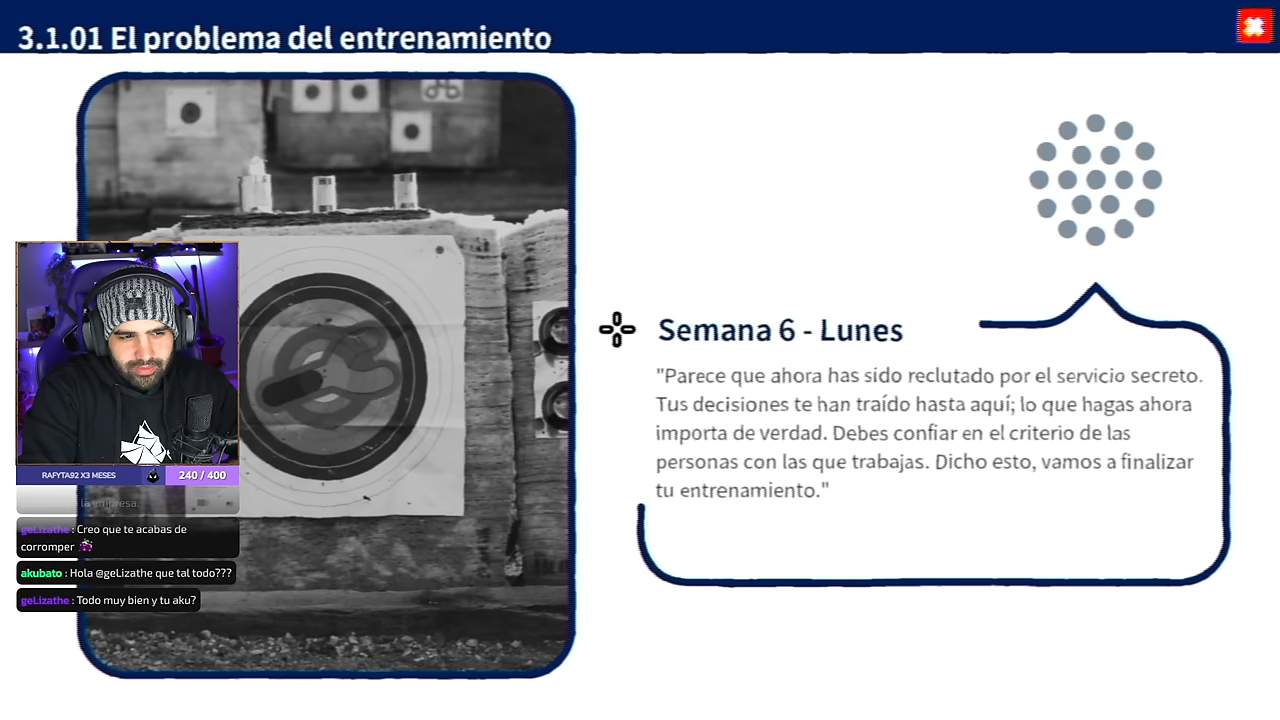 3.1.01 El problema del entrenamiento
Semana 6 - Lunes
"Parece que ahora has sido reclutado por el servicio secreto.
Tus decisiones te han traído hasta aquí; lo que hagas ahora
importa de verdad. Debes confiar en el criterio de las
personas con las que trabajas. Dicho esto, vamos a finalizar
tu entrenamiento."
RAFYTA92 X3 MESES
240 / 400
la empresa.
geLizathe : Creo que te acabas de
corromper
akubato : Hola @geLizathe que tal todo???
geLizathe : Todo muy bien y tu aku?